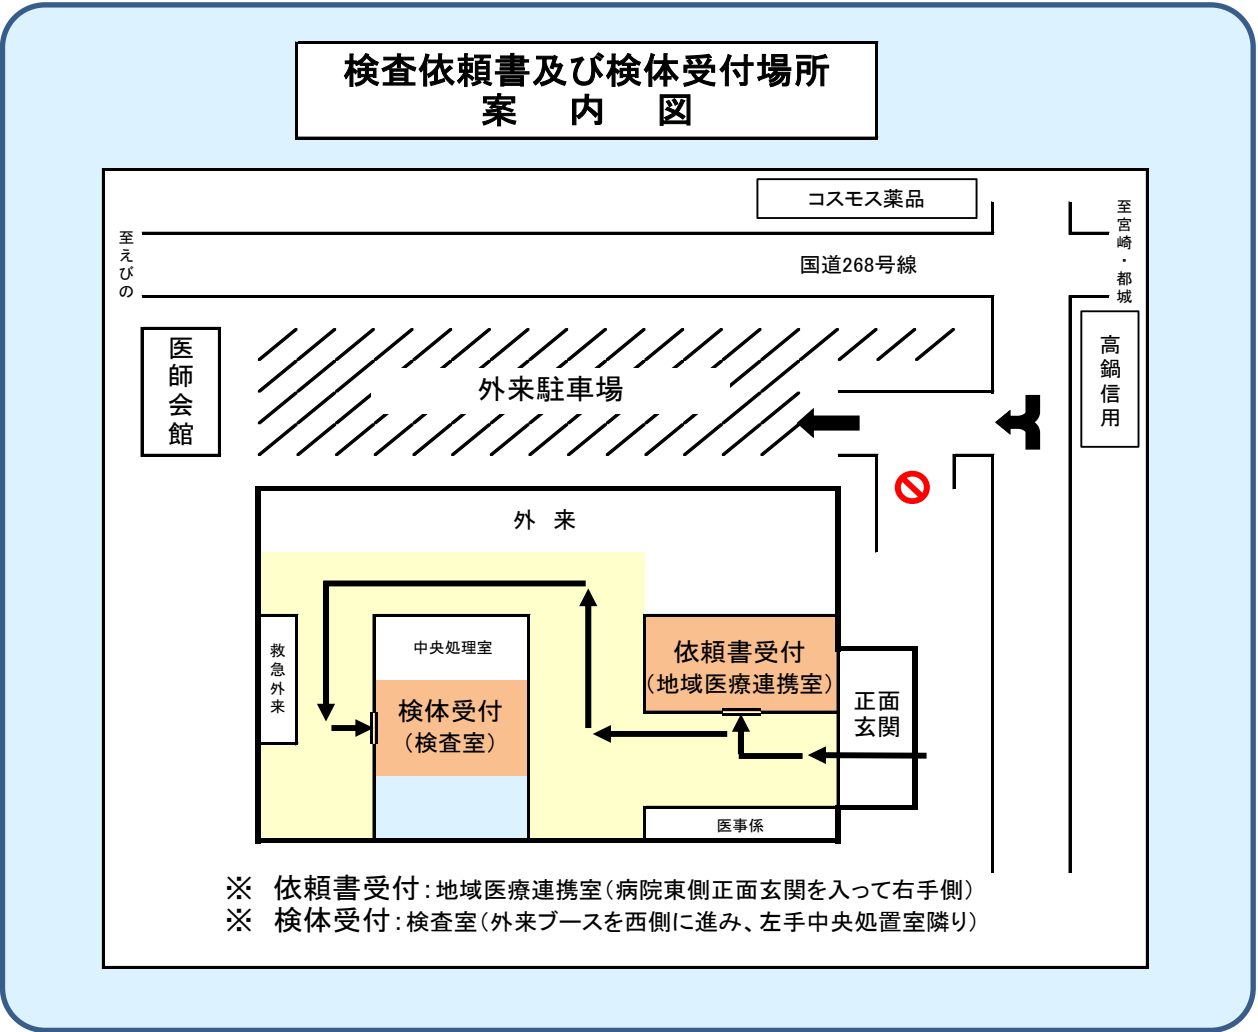 検査依頼書及び検体受付場所
案　内　図
コスモス薬品
至えびの
国道268号線
至宮崎・都城
医師会館
外来駐車場
高鍋信用
外　来
救急外来
中央処理室
検体受付
（検査室）
依頼書受付
（地域医療連携室）
正面
玄関
医事係
※　依頼書受付：地域医療連携室（病院東側正面玄関を入って右手側）
※　検体受付：検査室（外来ブースを西側に進み、左手中央処置室隣り）